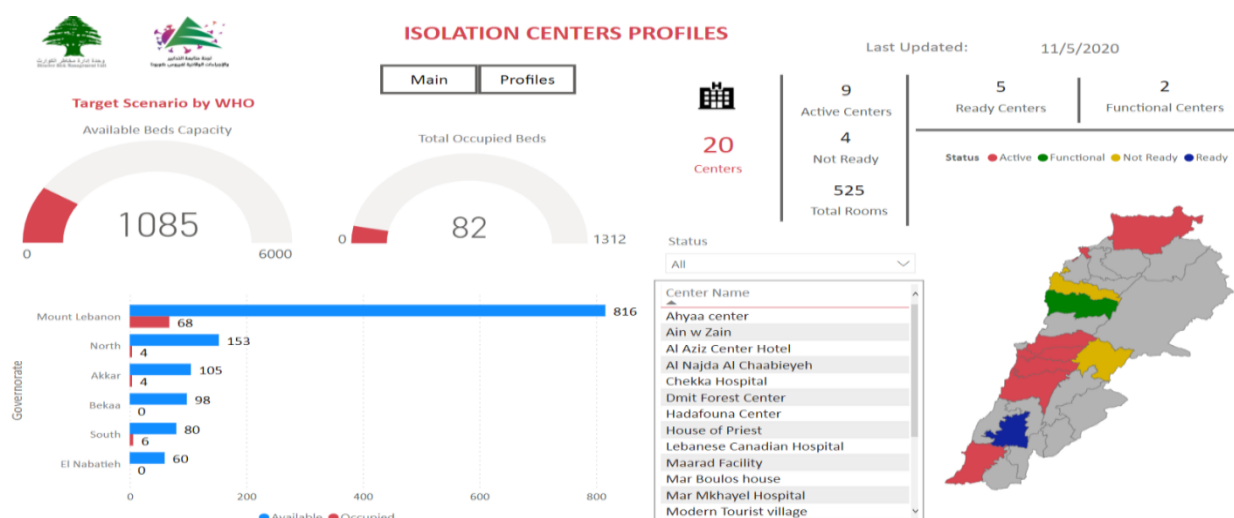 ISOLATION CENTERS PROFILES
Last Updated: 11/5/2020
وحدة إدارة مخاطر الكوارث
Main
Profiles
Target Scenario by WHO
Available Beds Capacity
1085
0
6000
Total Occupied Beds
82
0
1312
20
Centers
9
Active Centers
4
Not Ready
525
Total Rooms
5
Ready Centers
2
Functional Centers
Status Active Functional Not Ready Ready
Status
All
Center Name
Ahyaa center
Ain w Zain
Al Aziz Center Hotel
Al Najda Al Chaabieyeh
Chekka Hospital
Dmit Forest Center
Hadafouna Center
House of Priest
Lebanese Canadian Hospital
Maarad Facility
Mar Boulos house
Mar Mkhayel Hospital
Modern Tourist village
Governorate
Mount Lebanon 816
68
North 153
4
Akkar 105
4
Bekaa 98
0
South 80
6
El Nabatieh 60
0
0 200 400 600 800
Available Occupied